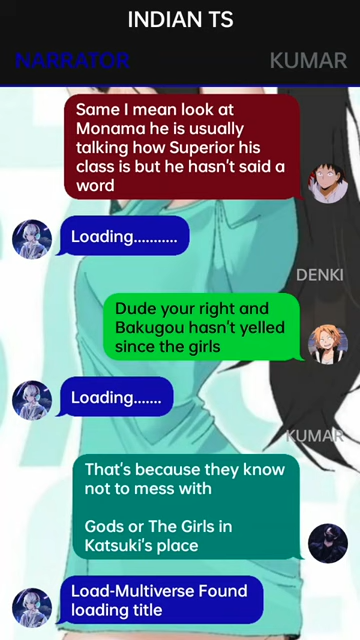 INDIAN TS
NARRATOR KUMAR
Same I mean look at
Monama he is usually
talking how Superior his
class is but he hasn't said a
word
Loading...........
DENKI
Dude your right and
Bakugou hasn't yelled
since the girls
Loading.......
KUMAR
That's because they know
not to mess with
Gods or The Girls in
Katsuki's place
Load-Multiverse Found
loading title